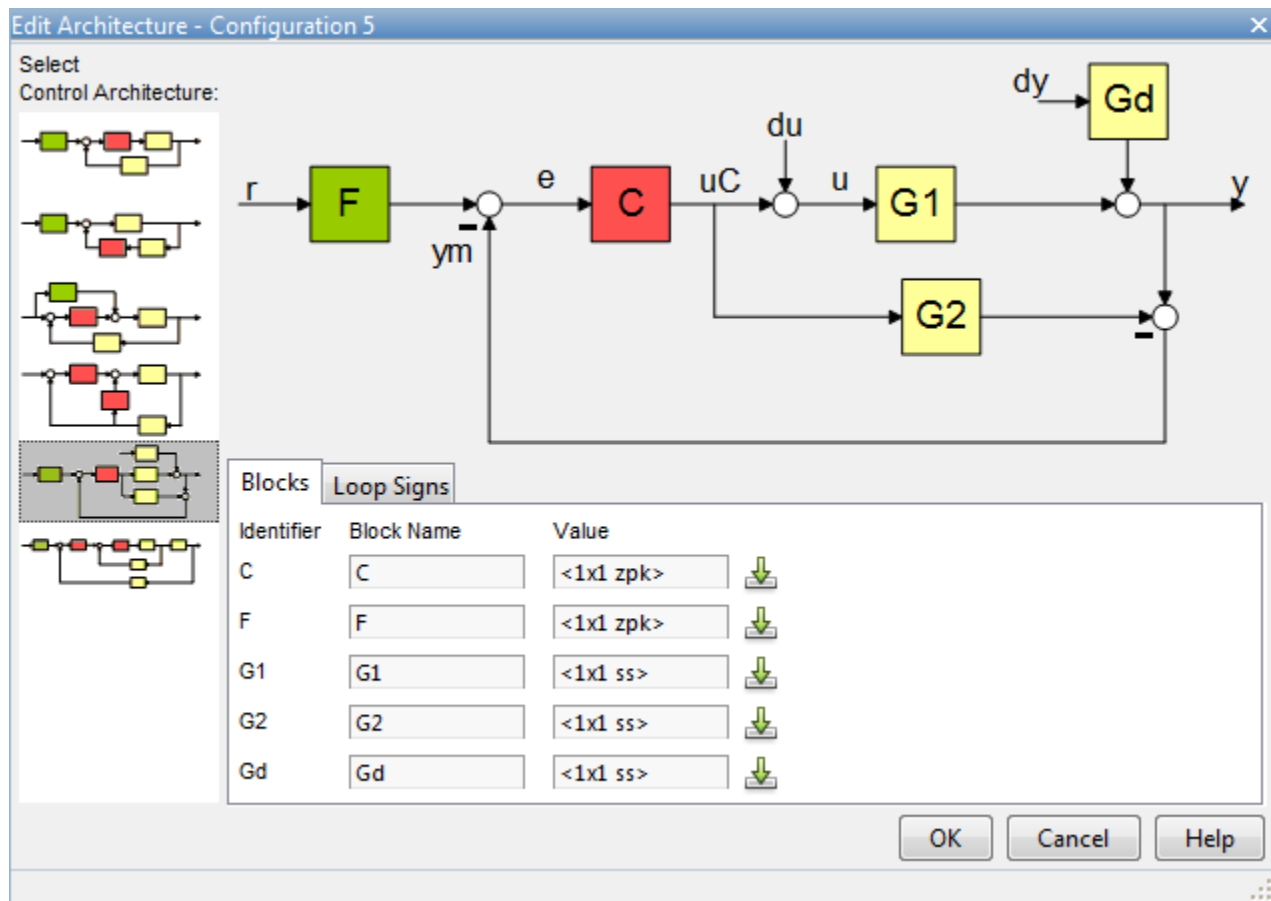 Edit Architecture - Configuration 5
Select
Control Architecture:
dy
Gd
du
r
F
e
C
uC
u
G1
y
ym
G2
Blocks
Loop Signs
Identifier Block Name Value
C C <1x1 zpk>
F F <1x1 zpk>
G1 G1 <1x1 ss>
G2 G2 <1x1 ss>
Gd Gd <1x1 ss>
OK Cancel Help